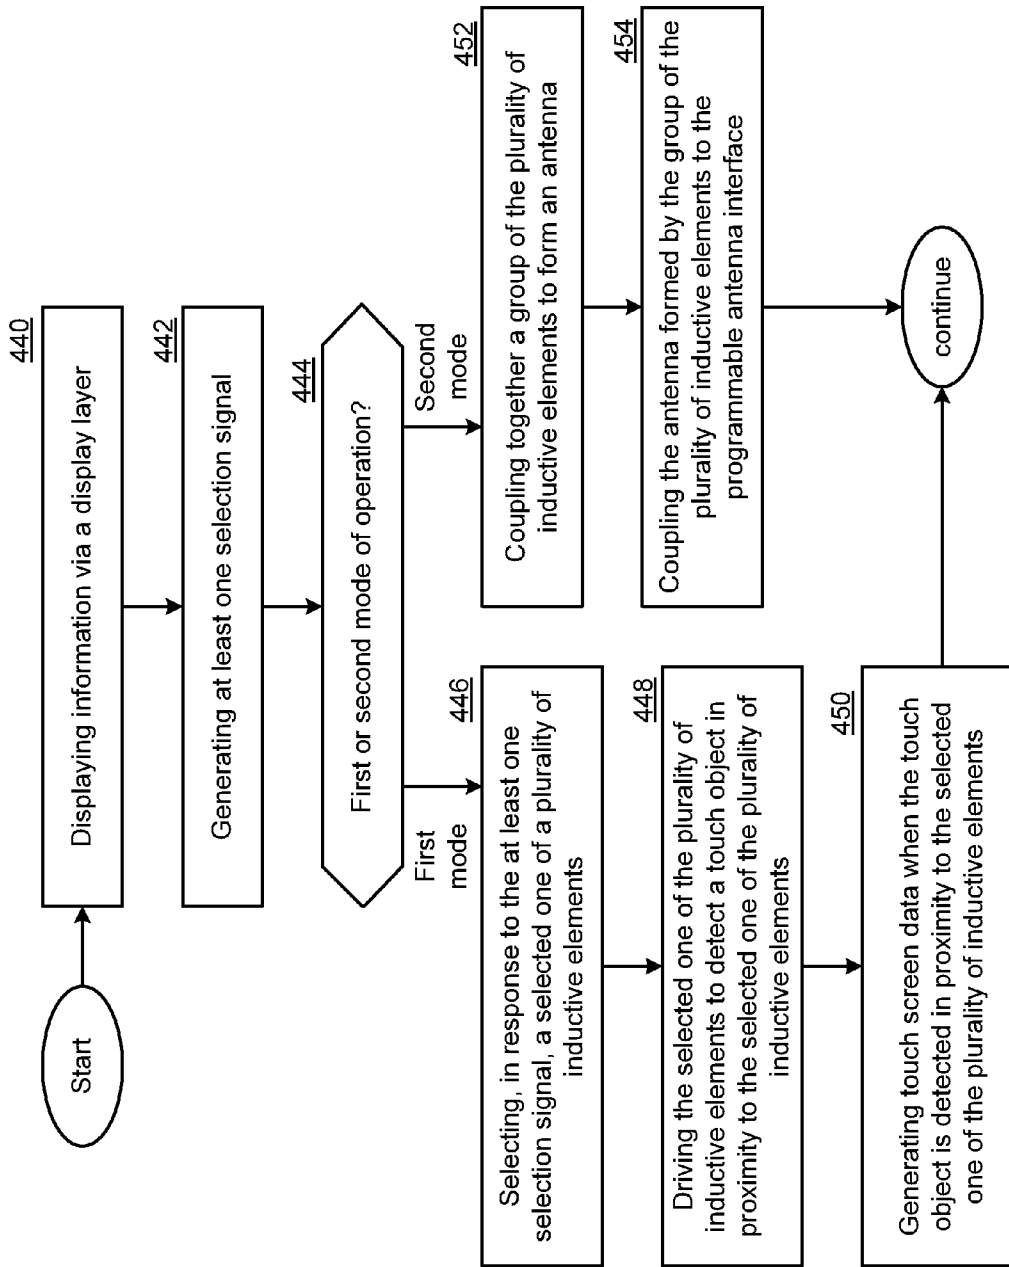 Start
440
Displaying information via a display layer
442
Generating at least one selection signal
444
First or second mode of operation?
First
mode
Second
mode
446
Selecting, in response to the at least one
selection signal, a selected one of a plurality of
inductive elements
448
Driving the selected one of the plurality of
inductive elements to detect a touch object in
proximity to the selected one of the plurality of
inductive elements
450
Generating touch screen data when the touch
object is detected in proximity to the selected
one of the plurality of inductive elements
452
Coupling together a group of the plurality of
inductive elements to form an antenna
454
Coupling the antenna formed by the group of the
plurality of inductive elements to the
programmable antenna interface
continue